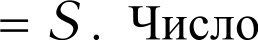 = S. Число